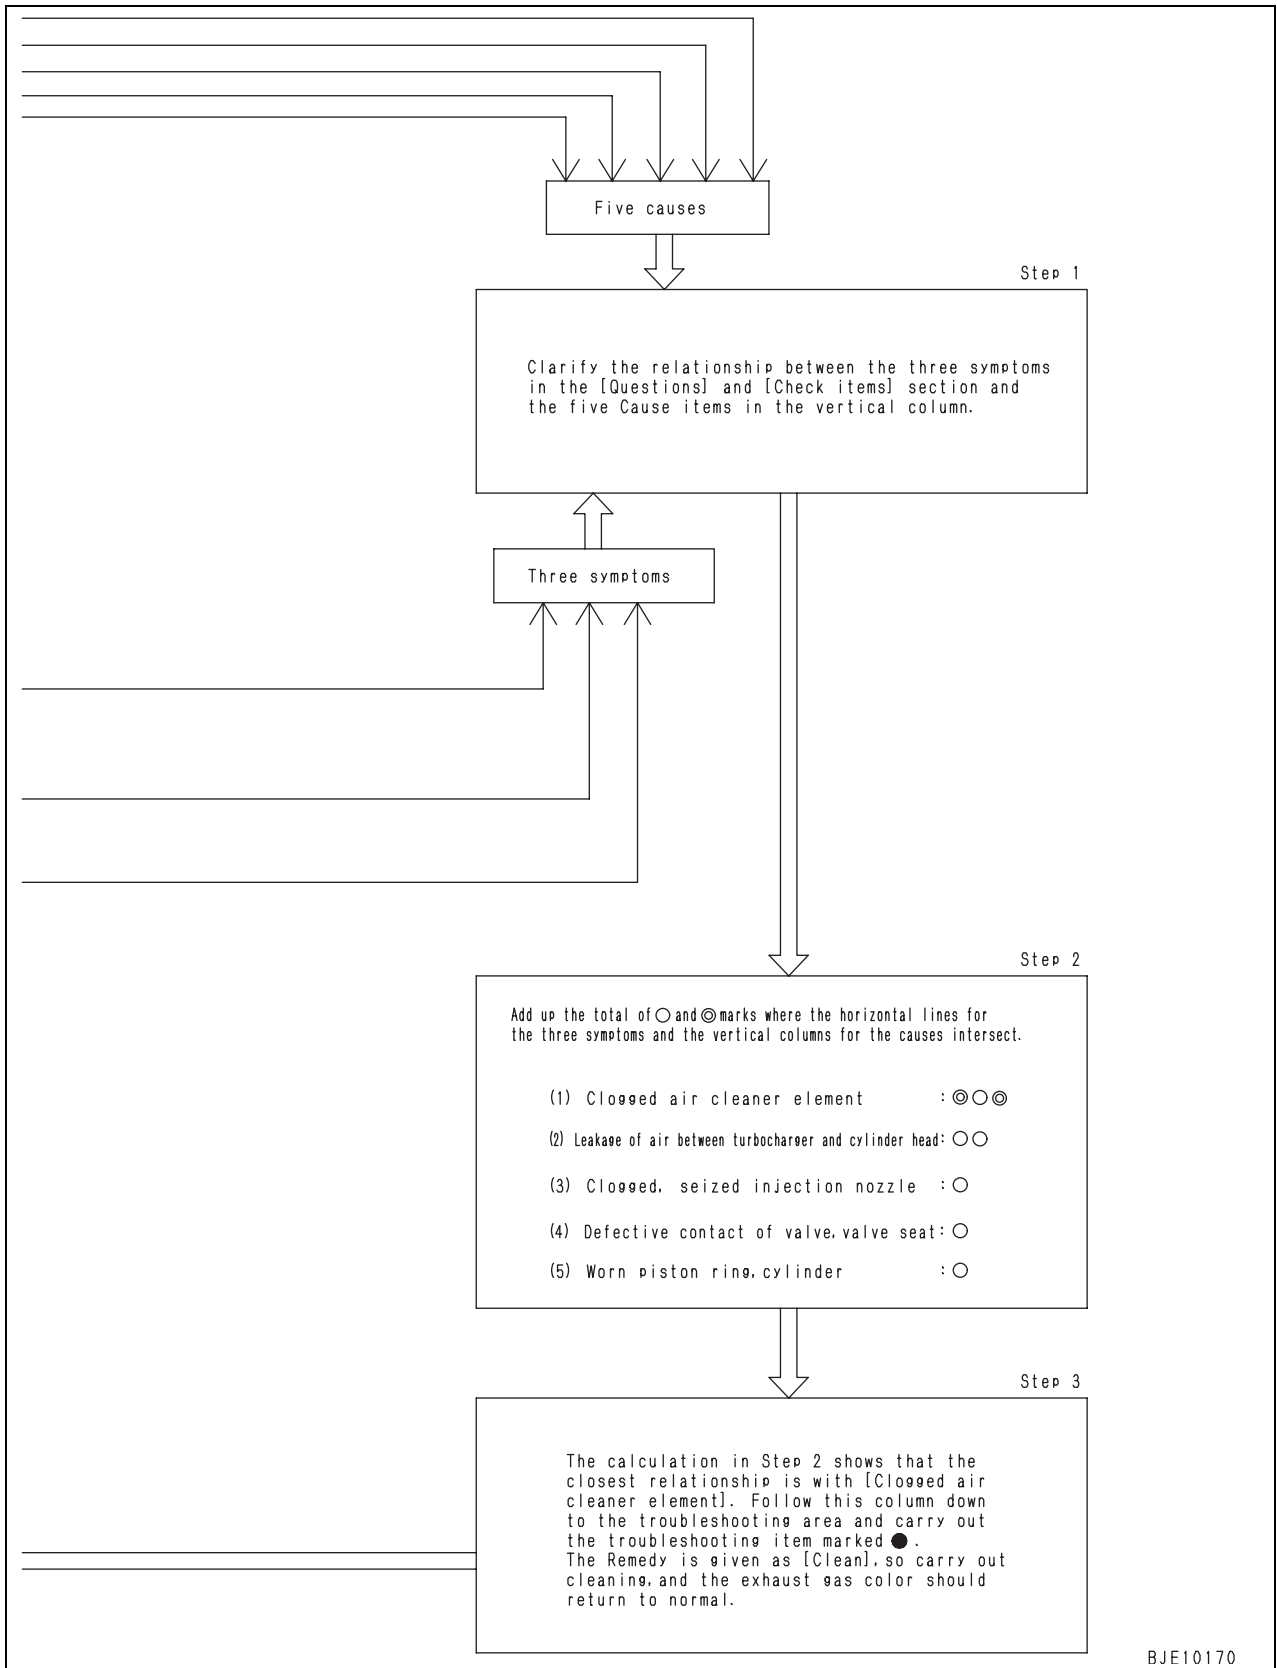 Five causes
Step 1
Clarify the relationship between the three symptoms
in the [Questions] and [Check items] section and
the five Cause items in the vertical column.
Three symptoms
Step 2
Add up the total of ○ and ◎ marks where the horizontal lines for
the three symptoms and the vertical columns for the causes intersect.
(1) Clogged air cleaner element : ◎○◎
(2) Leakage of air between turbocharger and cylinder head: ○○
(3) Clogged, seized injection nozzle : ○
(4) Defective contact of valve, valve seat: ○
(5) Worn piston ring, cylinder : ○
Step 3
The calculation in Step 2 shows that the
closest relationship is with [Clogged air
cleaner element]. Follow this column down
to the troubleshooting area and carry out
the troubleshooting item marked ●.
The Remedy is given as [Clean], so carry out
cleaning, and the exhaust gas color should
return to normal.
BJE10170